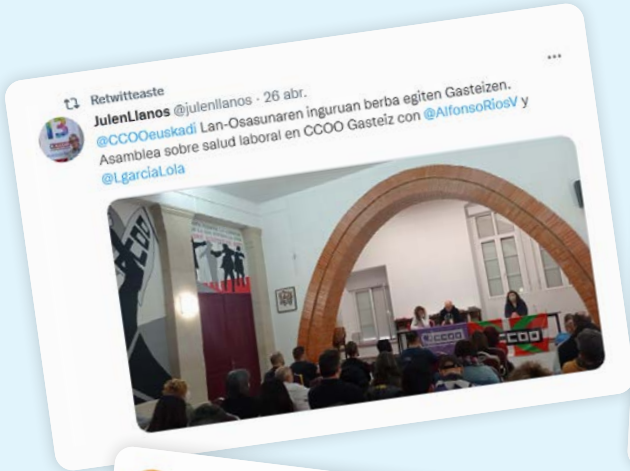 Retwitteaste
JulenLlanos @julenllanos · 26 abr.
@CCOOeuskadi Lan-Osasunaren inguruan berba egiten Gasteizen.
Asamblea sobre salud laboral en CCOO Gasteiz con @AlfonsoRiosV y
@LgarciaLola
CCOO
CCOO
CCOO